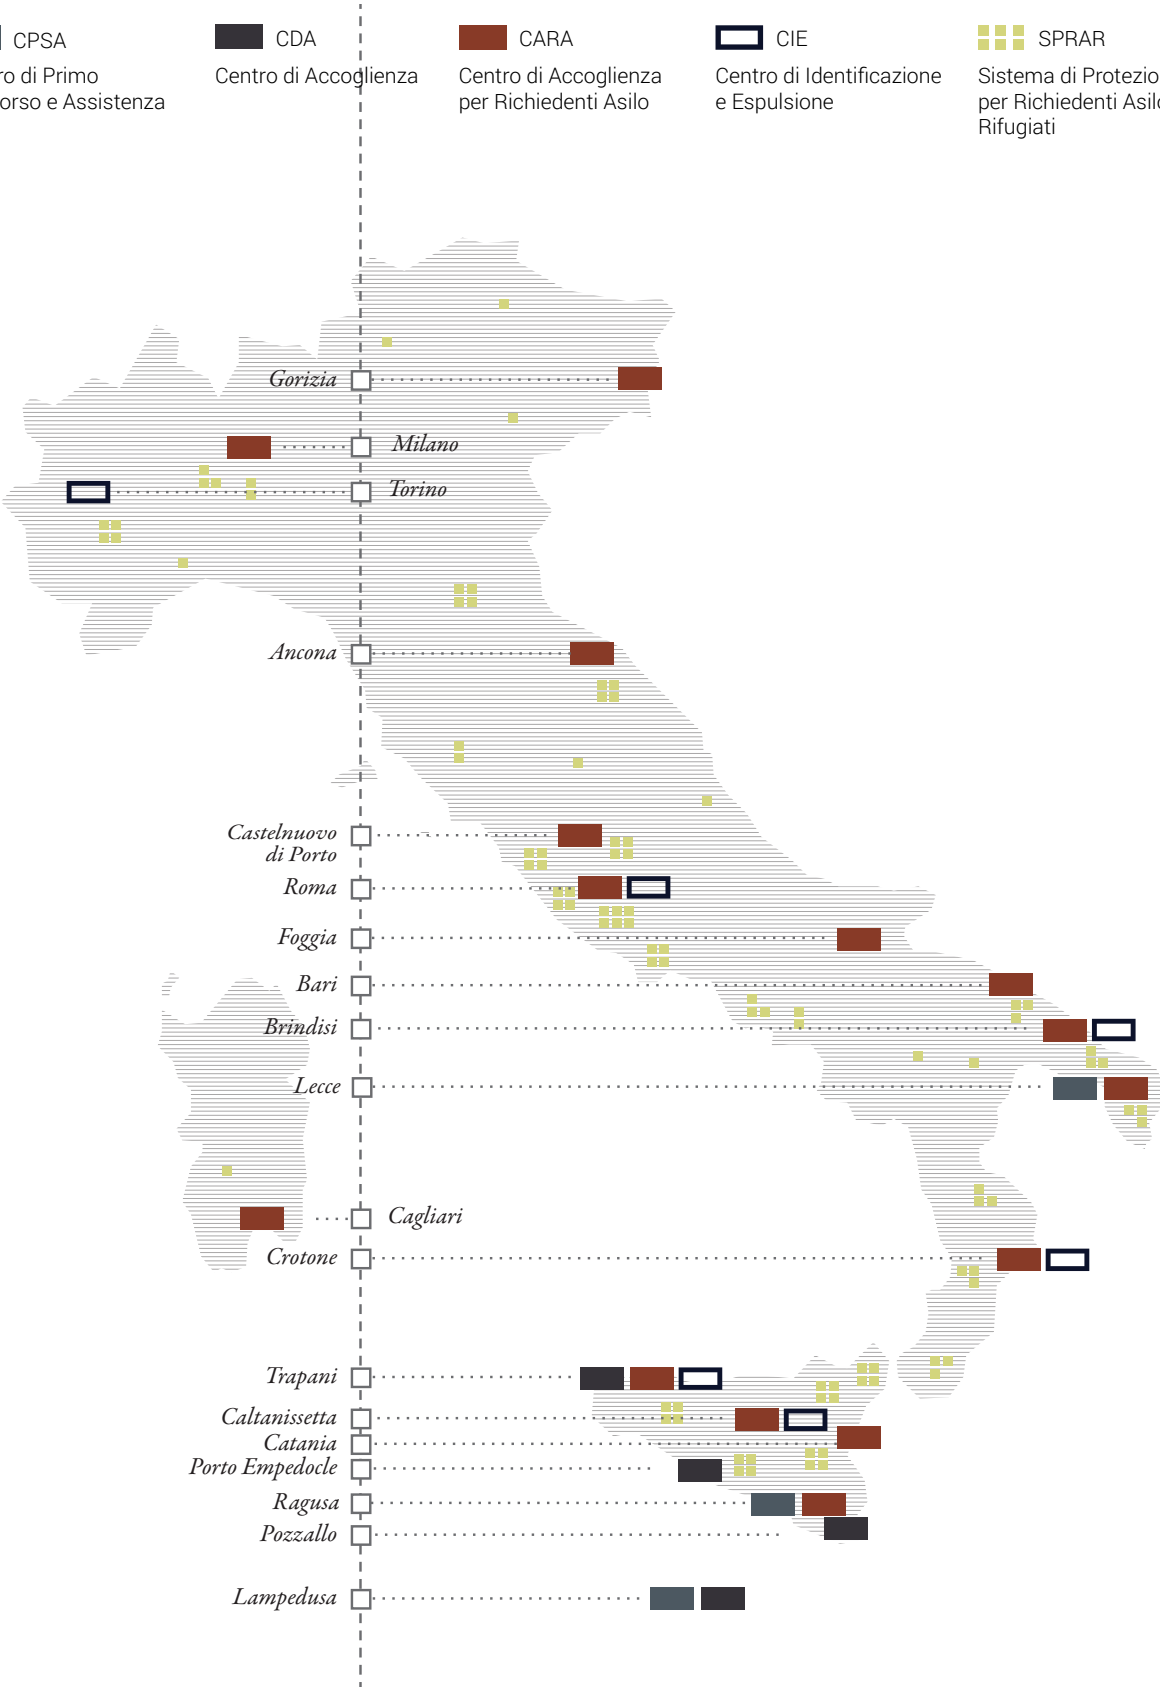 CPSA
ro di Primo
orso e Assistenza
CDA
Centro di Accoglienza
CARA
Centro di Accoglienza
per Richiedenti Asilo
CIE
Centro di Identificazione
e Espulsione
SPRAR
Sistema di Protezio
per Richiedenti Asil
Rifugiati
Gorizia
Milano
Torino
Ancona
Castelnuovo
di Porto
Roma
Foggia
Bari
Brindisi
Lecce
Cagliari
Crotone
Trapani
Caltanissetta
Catania
Porto Empedocle
Ragusa
Pozzallo
Lampedusa